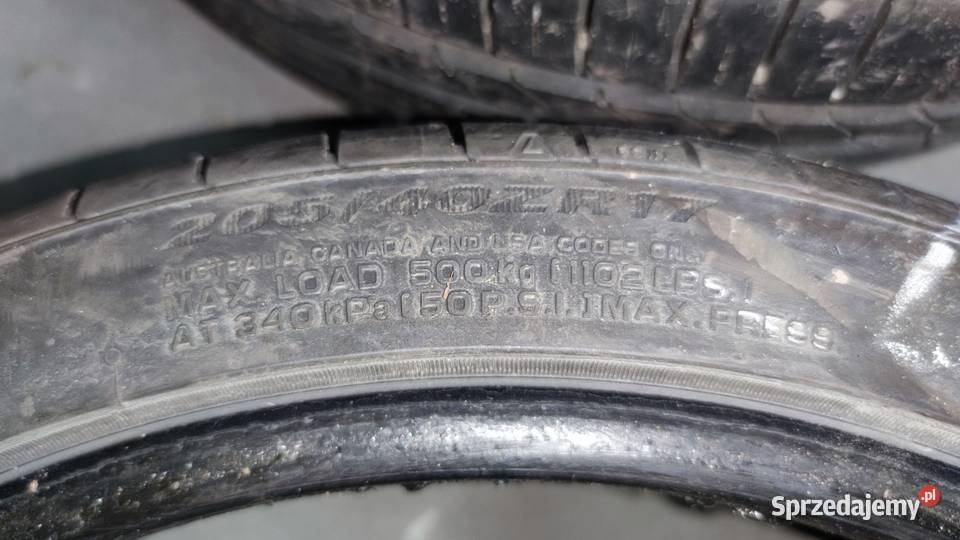 205/40ZR17
AUSTRALIA CANADA AND USA CODES ONLY
MAX. LOAD 500kg (1102LBS.)
AT 340kPa (50P.S.I.)MAX.PRESS
Sprzedajemy.pl